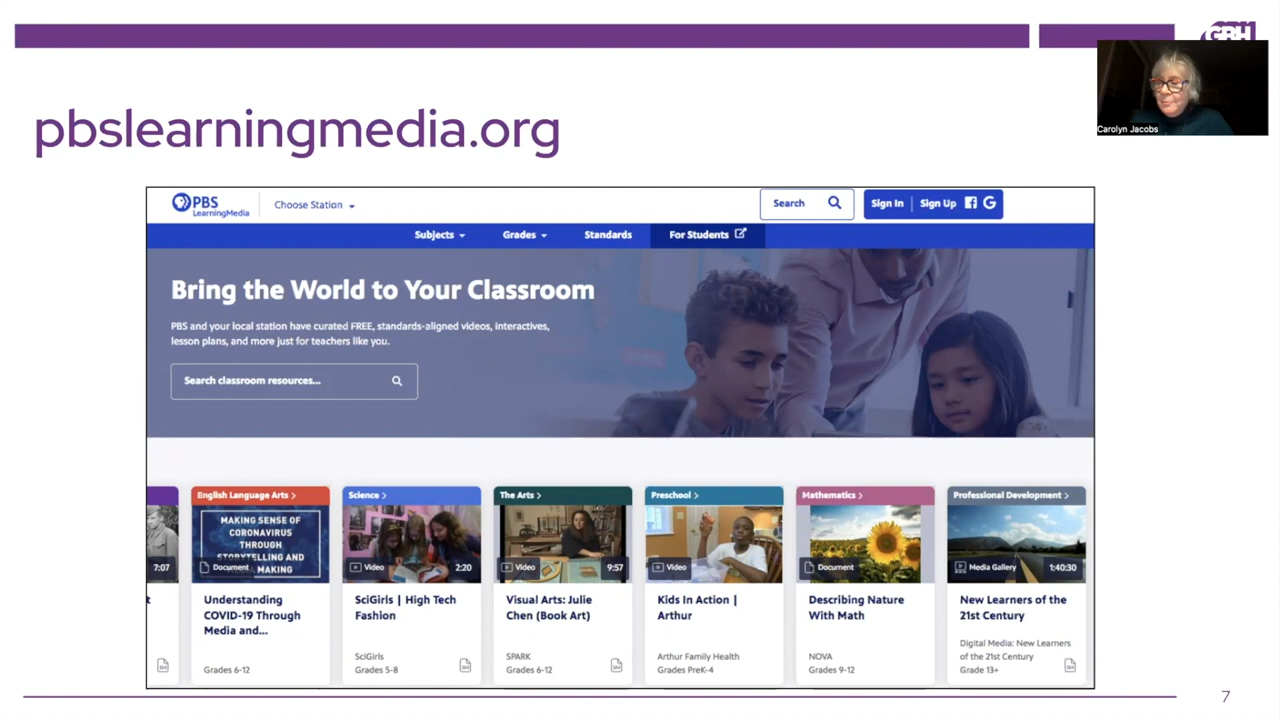 GBH
Carolyn Jacobs
pbslearningmedia.org
PBS
LearningMedia
Choose Station
Search
Sign In
Sign Up
Subjects
Grades
Standards
For Students
Bring the World to Your Classroom
PBS and your local station have curated FREE, standards-aligned videos, interactives,
lesson plans, and more just for teachers like you.
Search classroom resources...
7:07
t
English Language Arts >
MAKING SENSE OF
CORONAVIRUS
THROUGH
STORYTELLING AND
MAKING
Document
Understanding
COVID-19 Through
Media and...
Grades 6-12
Science >
Video
2:20
SciGirls | High Tech
Fashion
SciGirls
Grades 5-8
The Arts >
Video
9:57
Visual Arts: Julie
Chen (Book Art)
SPARK
Grades 6-12
Preschool >
Video
Kids In Action |
Arthur
Arthur Family Health
Grades PreK-4
Mathematics >
Document
Describing Nature
With Math
NOVA
Grades 9-12
Professional Development >
Media Gallery
1:40:30
New Learners of the
21st Century
Digital Media: New Learners
of the 21st Century
Grade 13+
7